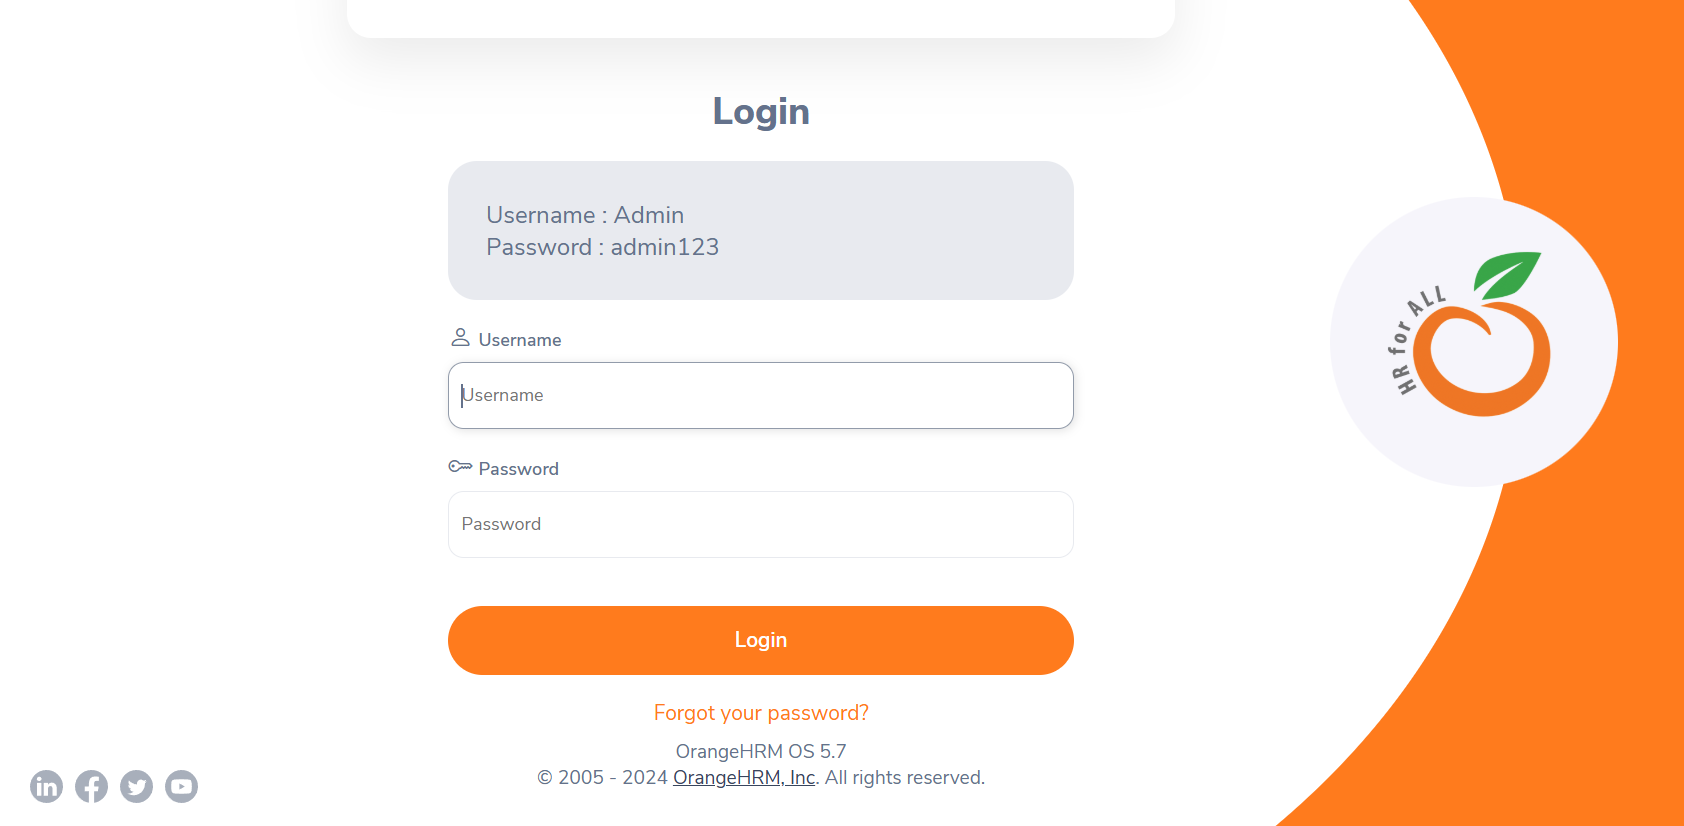 Login
Username : Admin
Password : admin123
Username
Username
Password
Password
Login
Forgot your password?
OrangeHRM OS 5.7
© 2005 - 2024 OrangeHRM, Inc. All rights reserved.
HR for ALL